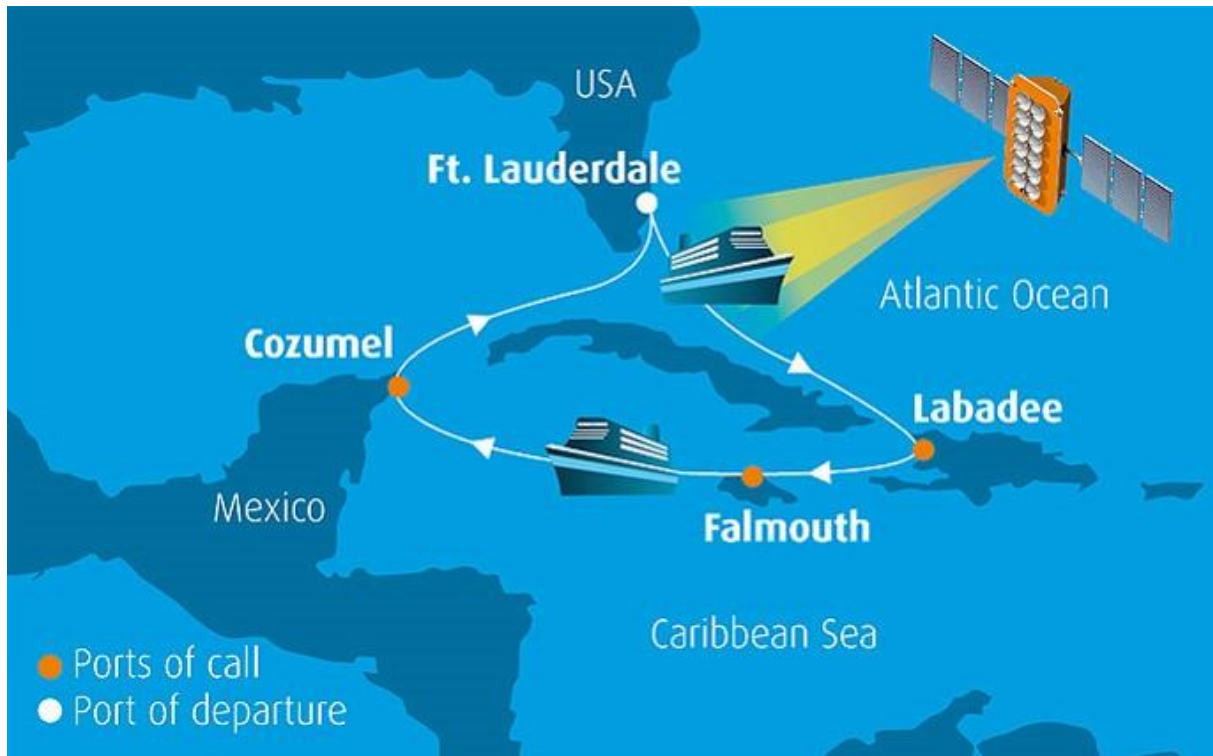 USA
Ft. Lauderdale
Atlantic Ocean
Cozumel
Labadee
Mexico
Falmouth
Caribbean Sea
Ports of call
Port of departure